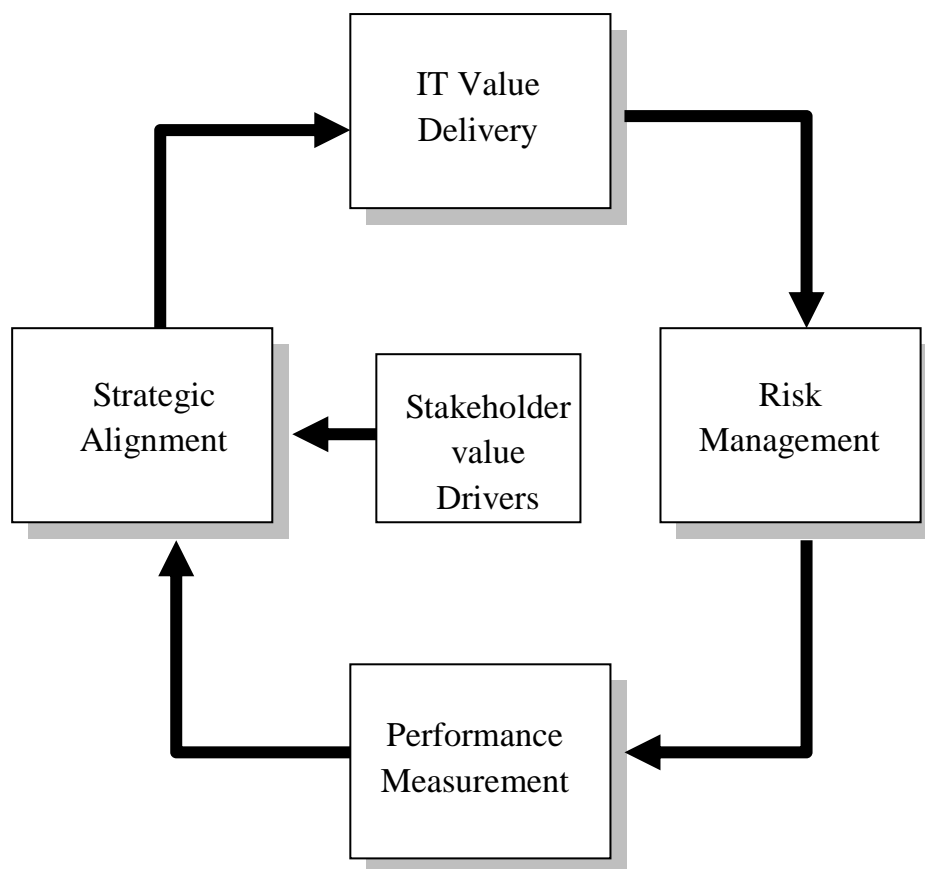 IT Value
Delivery
Strategic
Alignment
Stakeholder
value
Drivers
Risk
Management
Performance
Measurement